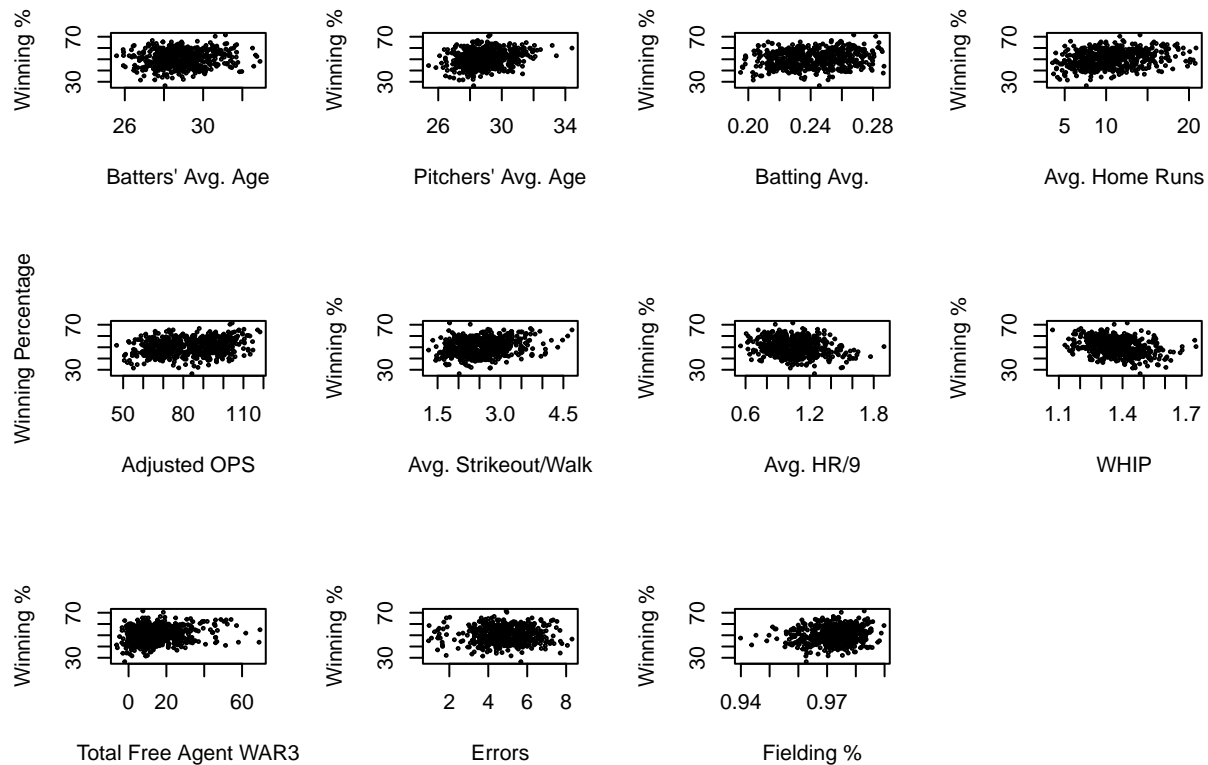 Winning %
70
30
26 30
Batters' Avg. Age
Winning %
70
30
26 30 34
Pitchers' Avg. Age
Winning %
70
30
0.20 0.24 0.28
Batting Avg.
Winning %
70
30
5 10 20
Avg. Home Runs
Winning Percentage
70
30
50 80 110
Adjusted OPS
Winning %
70
30
1.5 3.0 4.5
Avg. Strikeout/Walk
Winning %
70
30
0.6 1.2 1.8
Avg. HR/9
Winning %
70
30
1.1 1.4 1.7
WHIP
Winning %
70
30
0 20 60
Total Free Agent WAR3
Winning %
70
30
2 4 6 8
Errors
Winning %
70
30
0.94 0.97
Fielding %